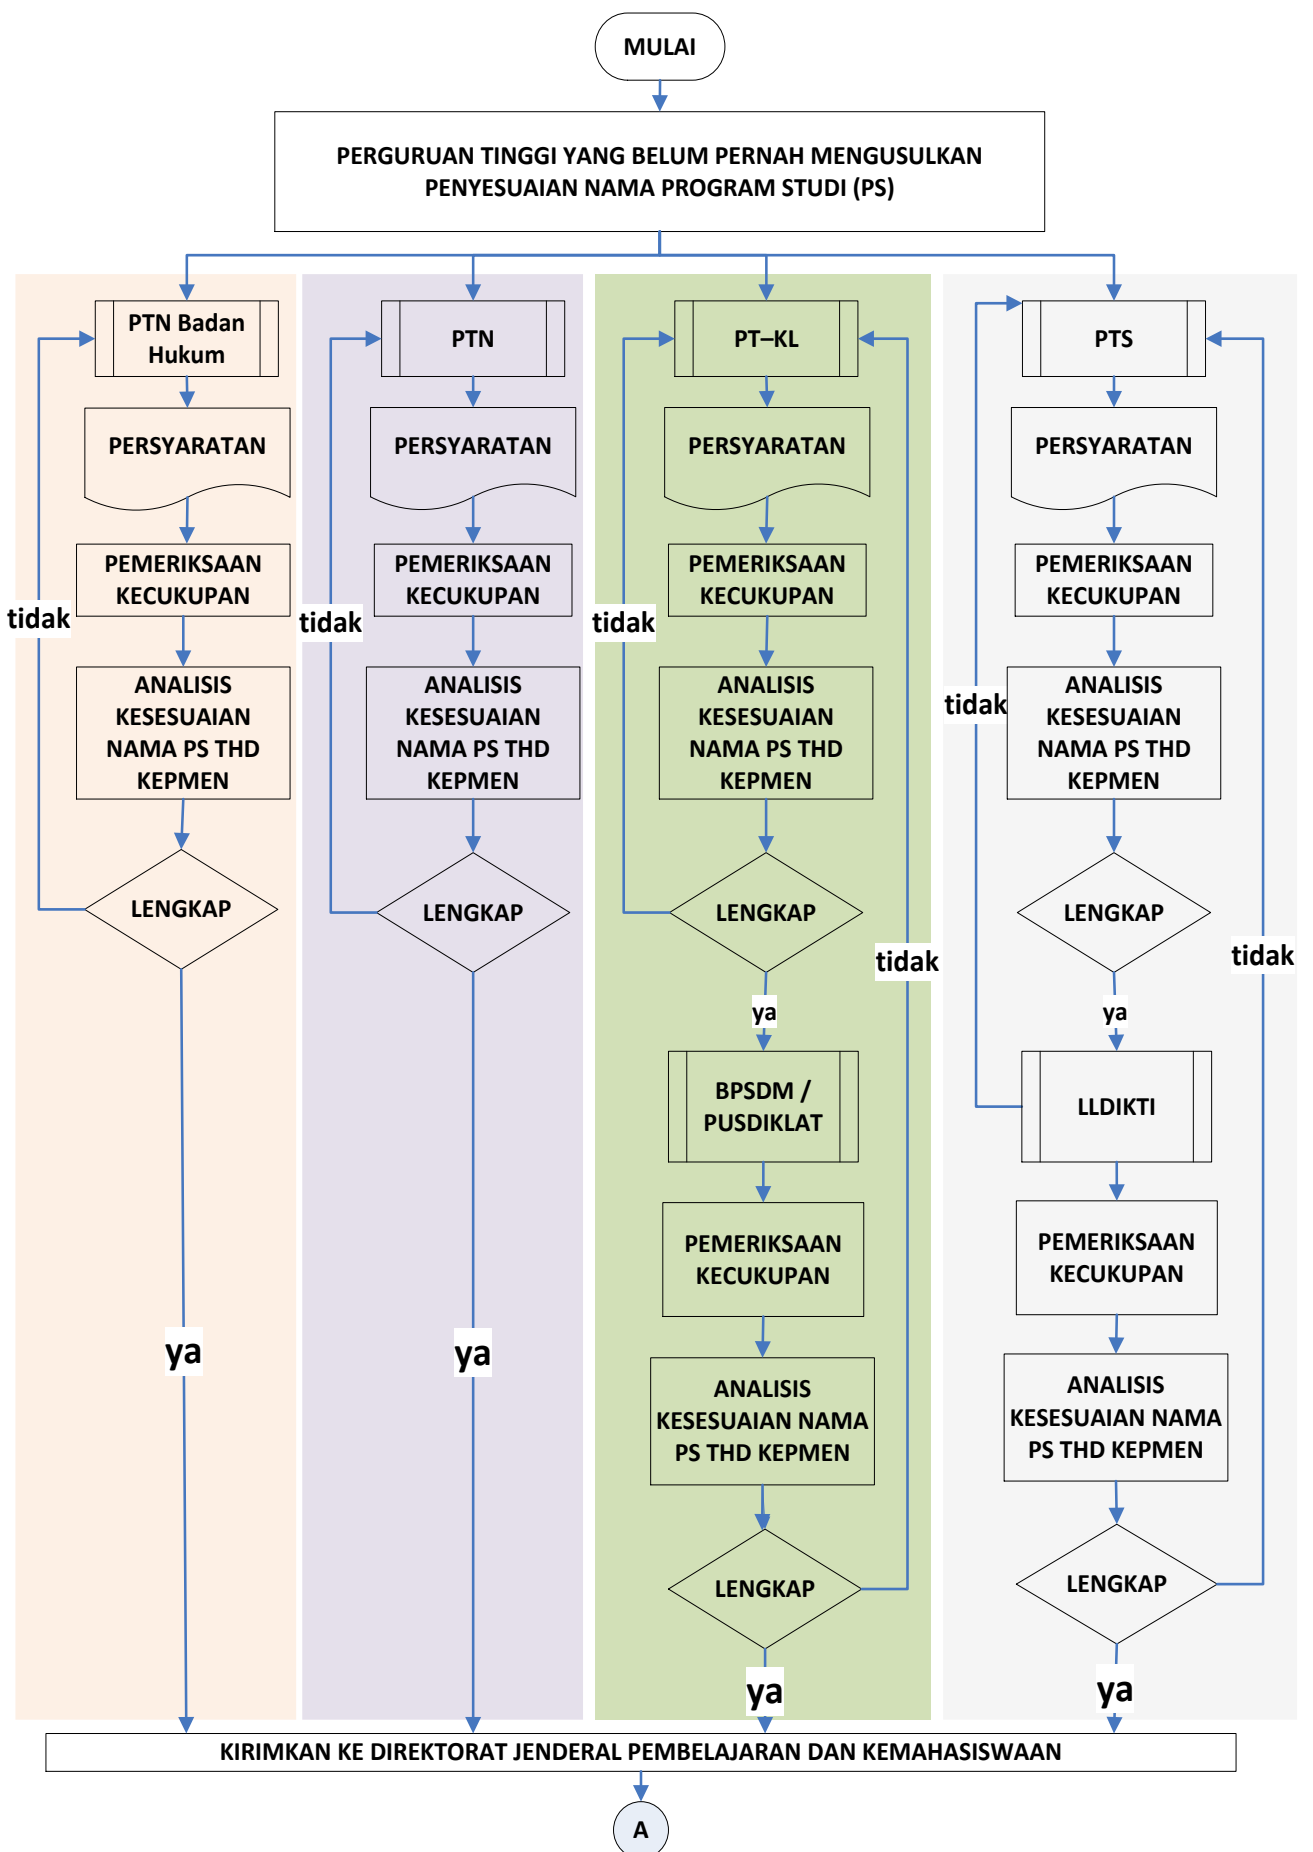 MULAI
PERGURUAN TINGGI YANG BELUM PERNAH MENGUSULKAN
PENYESUAIAN NAMA PROGRAM STUDI (PS)
PTN Badan
Hukum
PERSYARATAN
PEMERIKSAAN
KECUKUPAN
tidak
ANALISIS
KESESUAIAN
NAMA PS THD
KEPMEN
LENGKAP
ya
PTN
PERSYARATAN
PEMERIKSAAN
KECUKUPAN
tidak
ANALISIS
KESESUAIAN
NAMA PS THD
KEPMEN
LENGKAP
ya
PT–KL
PERSYARATAN
PEMERIKSAAN
KECUKUPAN
tidak
ANALISIS
KESESUAIAN
NAMA PS THD
KEPMEN
LENGKAP
tidak
ya
BPSDM /
PUSDIKLAT
PEMERIKSAAN
KECUKUPAN
ANALISIS
KESESUAIAN NAMA
PS THD KEPMEN
LENGKAP
ya
PTS
PERSYARATAN
PEMERIKSAAN
KECUKUPAN
tidak
ANALISIS
KESESUAIAN
NAMA PS THD
KEPMEN
LENGKAP
tidak
ya
LLDIKTI
PEMERIKSAAN
KECUKUPAN
ANALISIS
KESESUAIAN NAMA
PS THD KEPMEN
LENGKAP
ya
KIRIMKAN KE DIREKTORAT JENDERAL PEMBELAJARAN DAN KEMAHASISWAAN
A